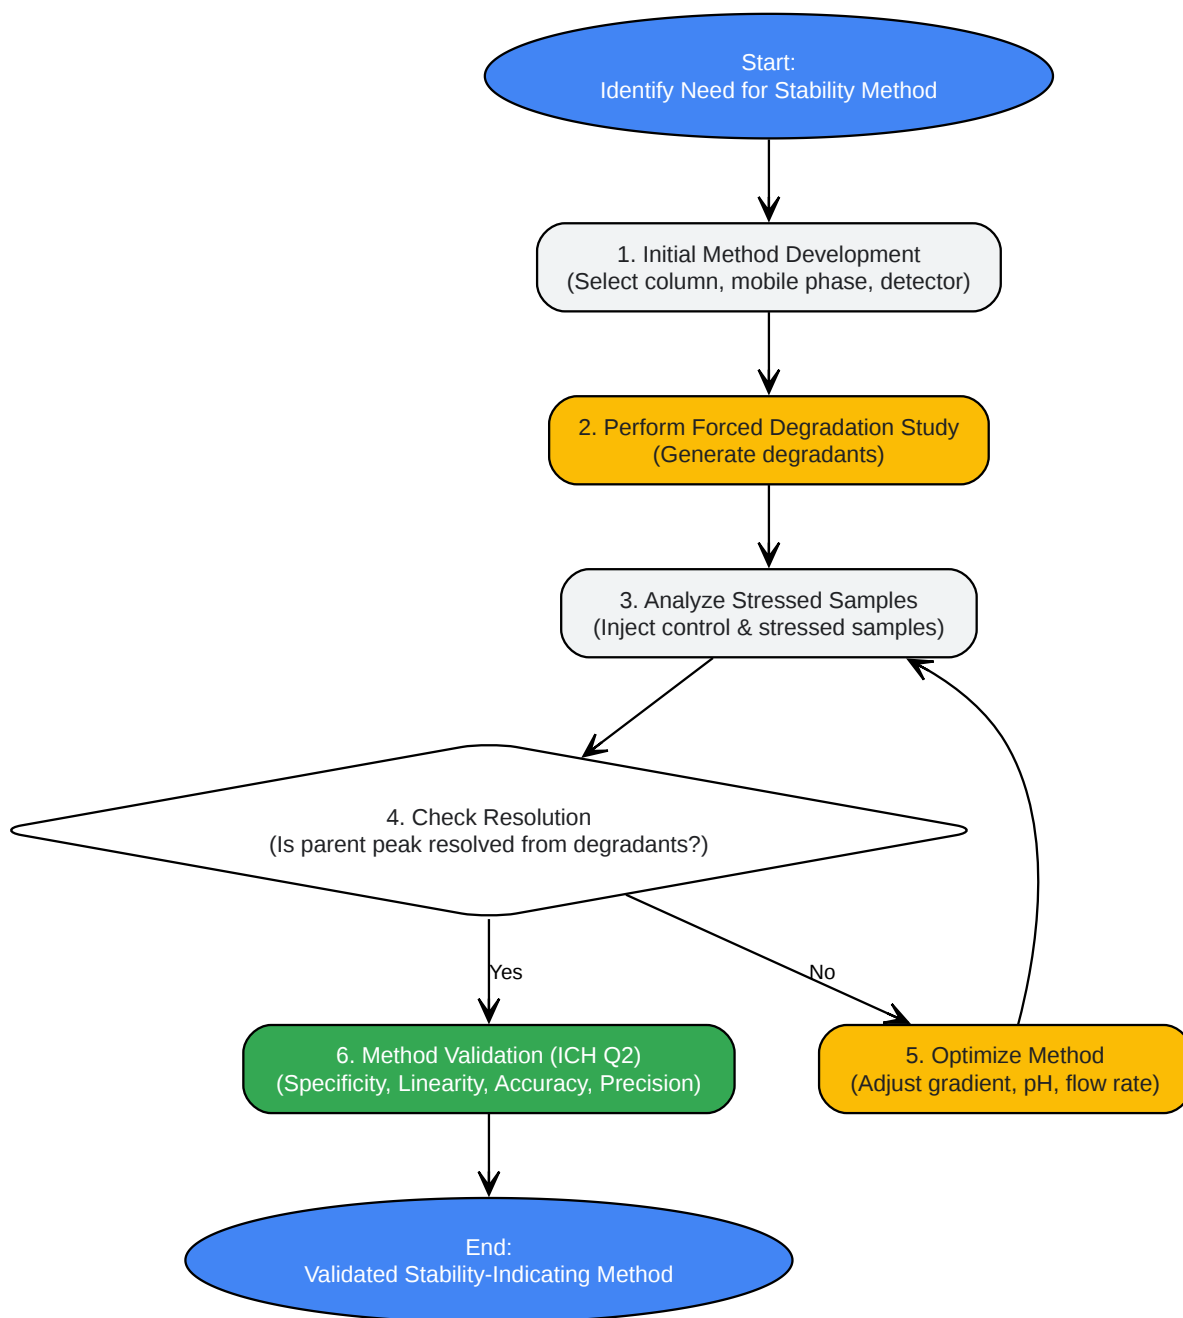 Start:
Identify Need for Stability Method
1. Initial Method Development
(Select column, mobile phase, detector)
2. Perform Forced Degradation Study
(Generate degradants)
3. Analyze Stressed Samples
(Inject control & stressed samples)
4. Check Resolution
(Is parent peak resolved from degradants?)
Yes
No
6. Method Validation (ICH Q2)
(Specificity, Linearity, Accuracy, Precision)
5. Optimize Method
(Adjust gradient, pH, flow rate)
End:
Validated Stability-Indicating Method